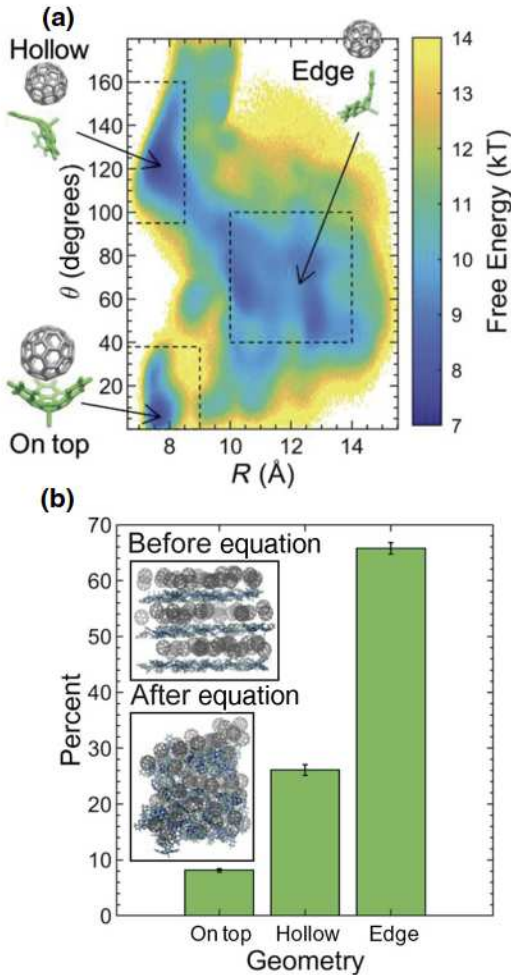 (a)
Hollow
Edge
On top
θ (degrees)
160
140
120
100
80
60
40
20
8
10
12
14
R (Å)
14
13
12
11
10
9
8
7
Free Energy (kT)
(b)
Before equation
After equation
Percent
70
60
50
40
30
20
10
0
On top
Hollow
Edge
Geometry